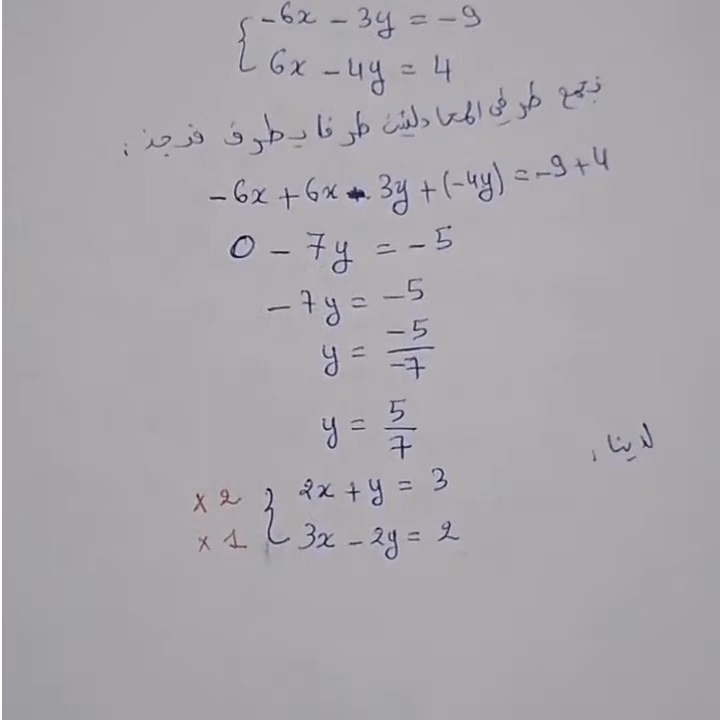 { -6x - 3y = -9
6x - 4y = 4
نجمع طرفي المعادلتين طرفا بطرف فنجد:
-6x + 6x - 3y + (-4y) = -9 + 4
0 - 7y = -5
-7y = -5
y = -5/-7
y = 5/7
لدينا:
×2 { 2x + y = 3
×1 3x - 2y = 2